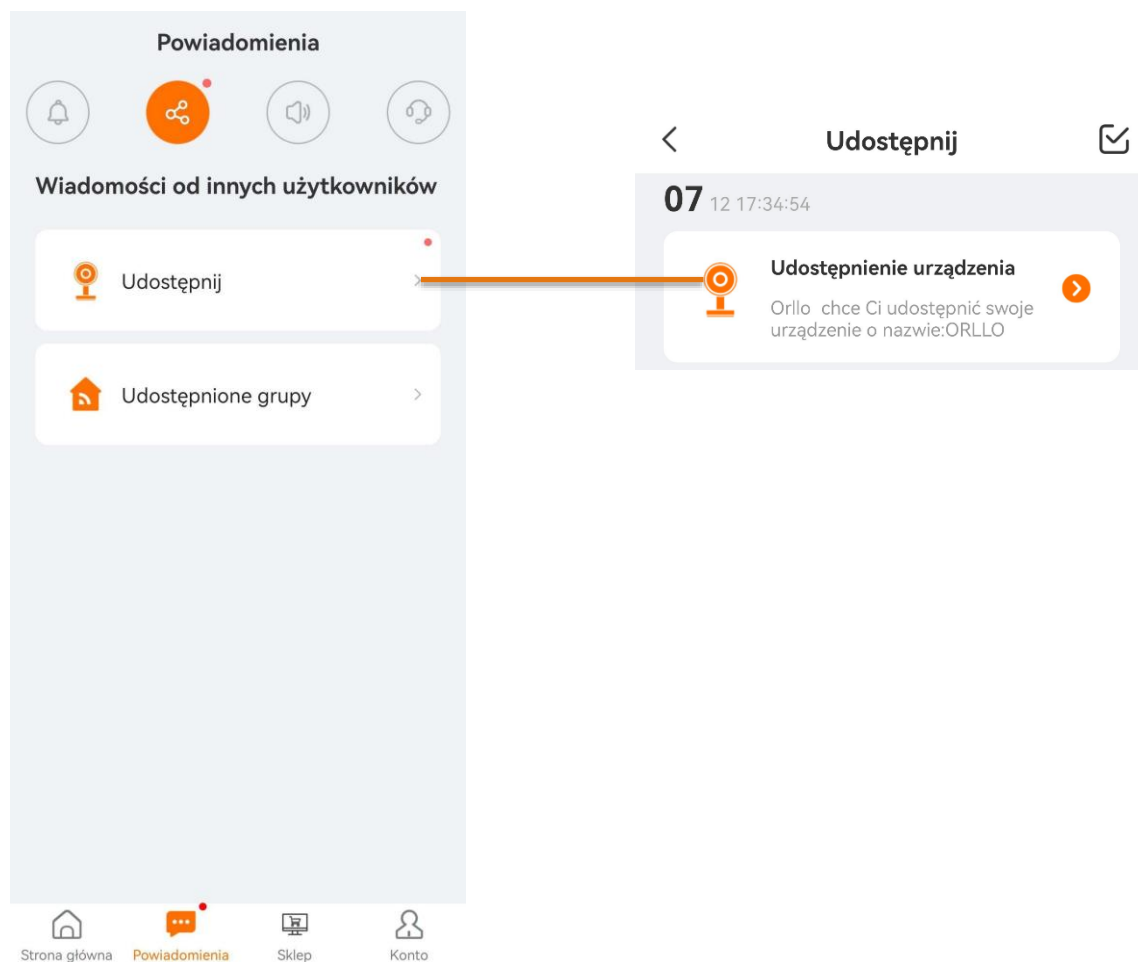 Powiadomienia
Wiadomości od innych użytkowników
Udostępnij
Udostępnione grupy
Strona główna
Powiadomienia
Sklep
Konto
Udostępnij
07 12 17:34:54
Udostępnienie urządzenia
Orllo chce Ci udostępnić swoje
urządzenie o nazwie:ORLLO